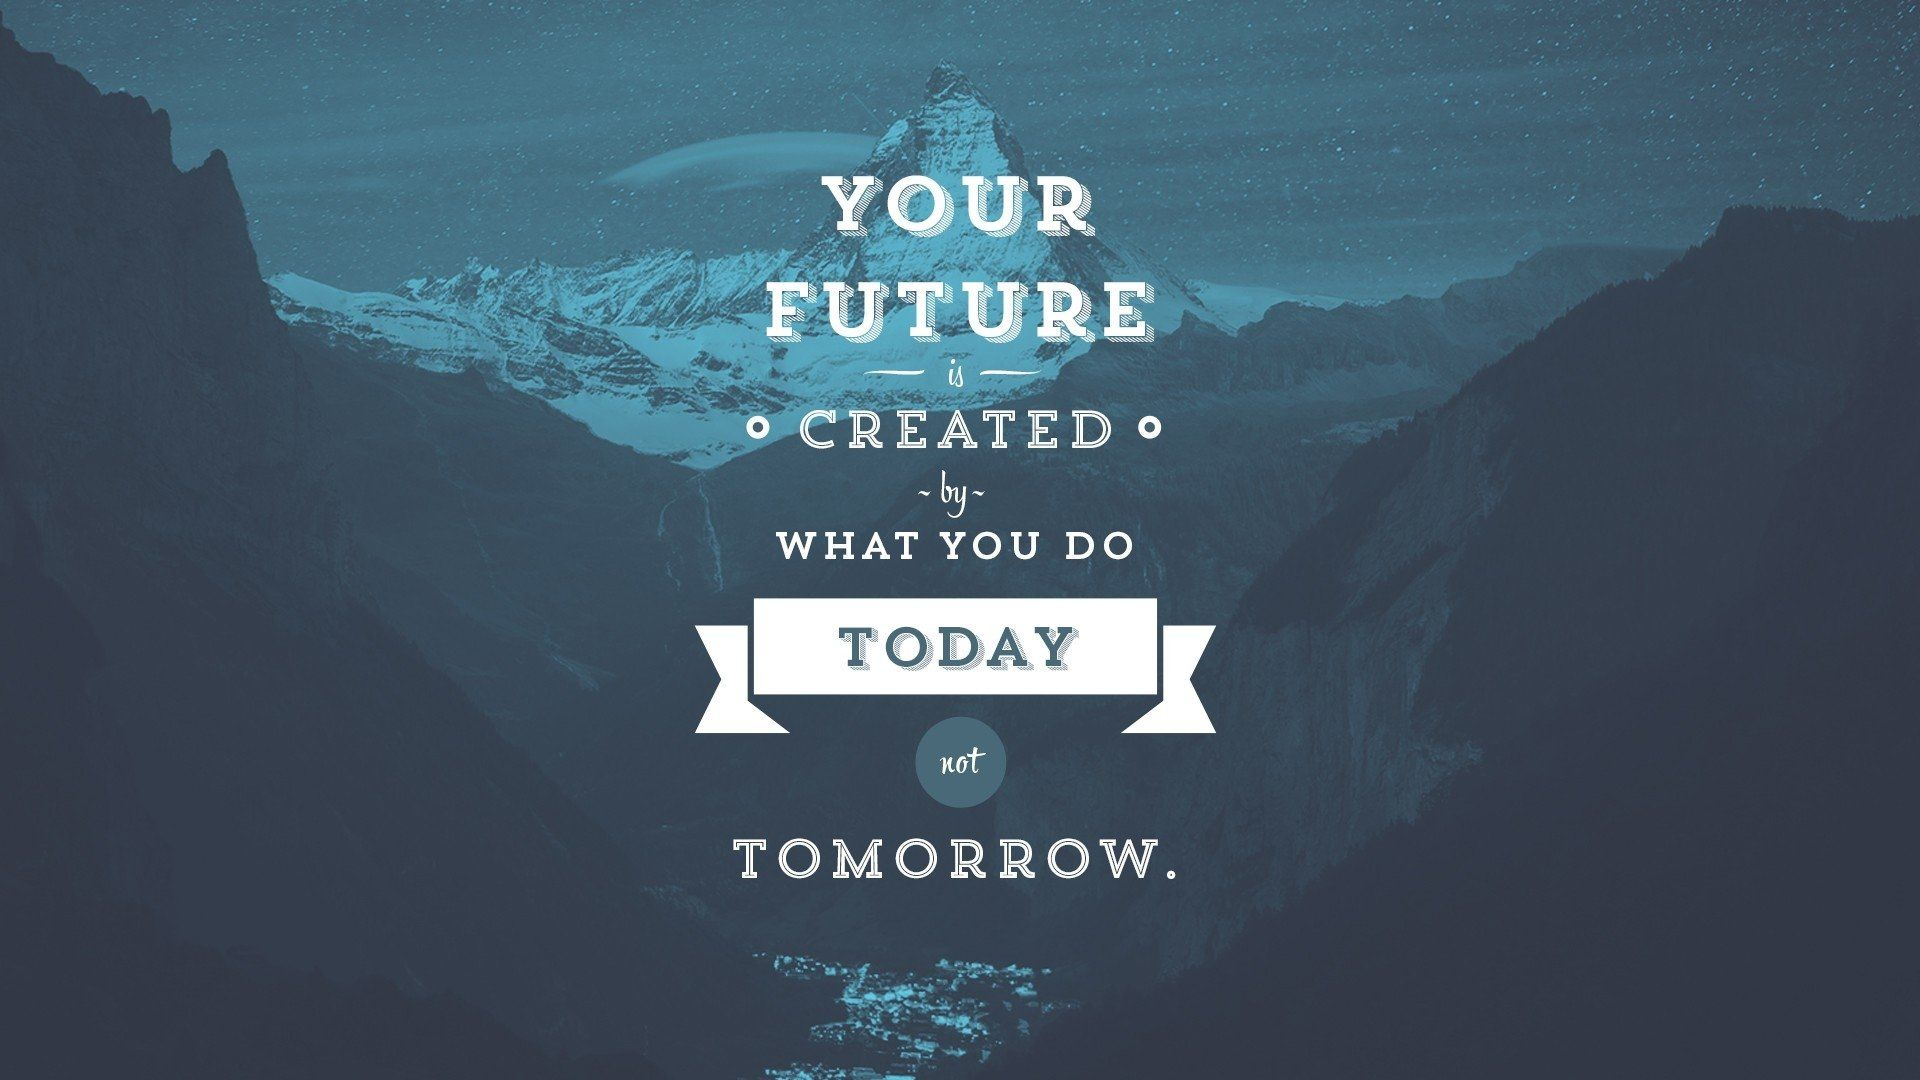 YOUR
FUTURE
is
CREATED
~by~
WHAT YOU DO
TODAY
not
TOMORROW.